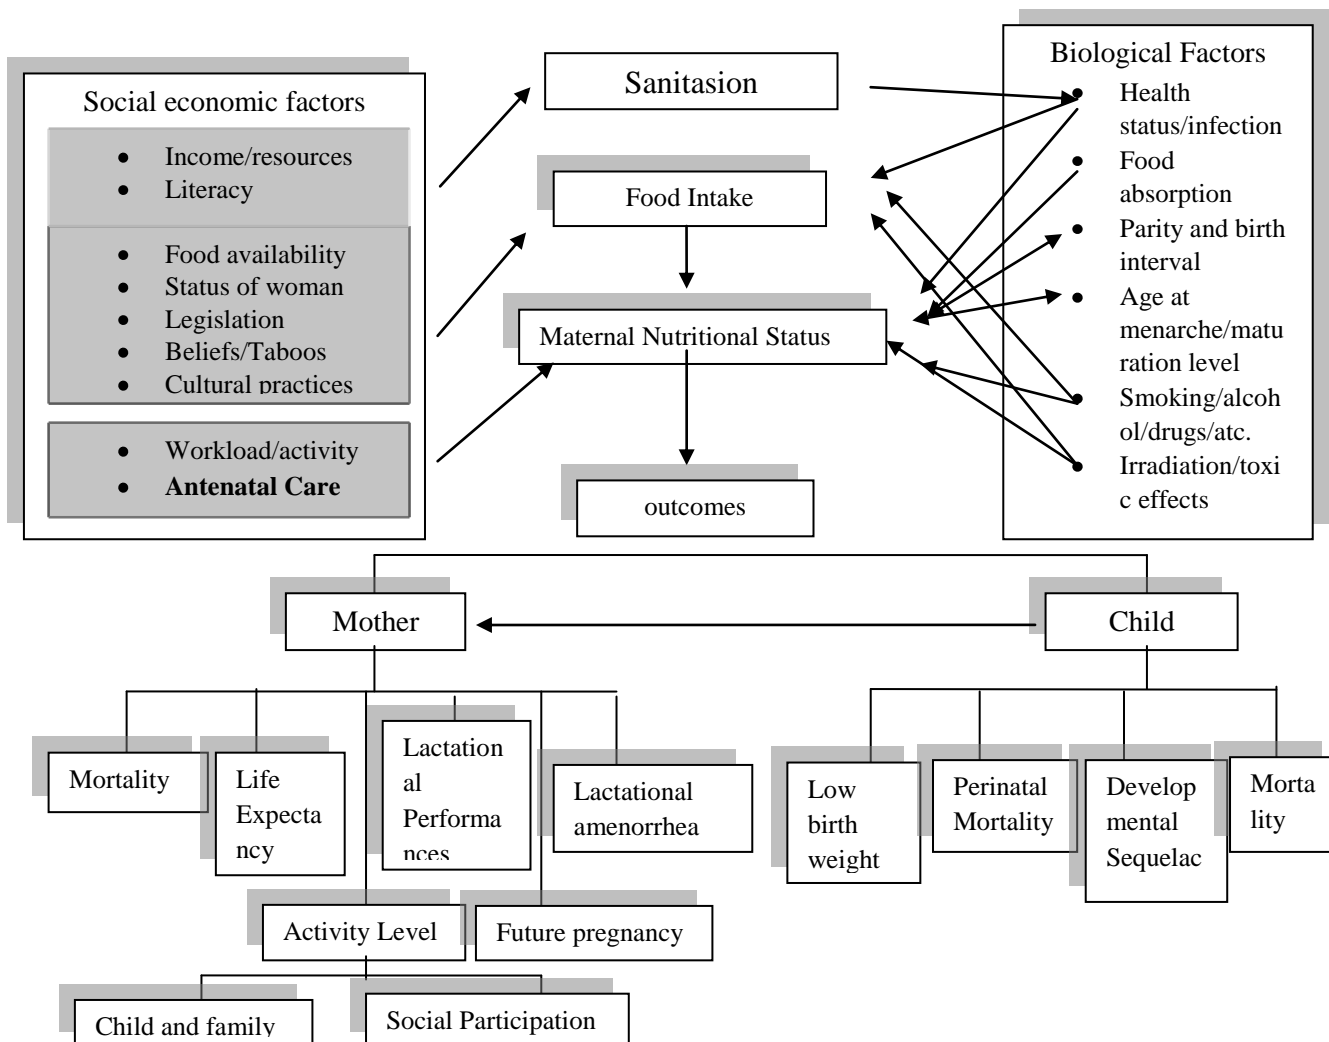 Social economic factors
Income/resources
Literacy
Food availability
Status of woman
Legislation
Beliefs/Taboos
Cultural practices
Workload/activity
Antenatal Care
Sanitasion
Food Intake
Maternal Nutritional Status
outcomes
Biological Factors
Health
status/infection
Food
absorption
Parity and birth
interval
Age at
menarche/matu
ration level
Smoking/alcoh
ol/drugs/atc.
Irradiation/toxi
c effects
Mother
Child
Mortality
Life
Expecta
ncy
Lactation
al
Performa
nces
Lactational
amenorrhea
Low
birth
weight
Perinatal
Mortality
Develop
mental
Sequelac
Morta
lity
Activity Level
Future pregnancy
Child and family
Social Participation